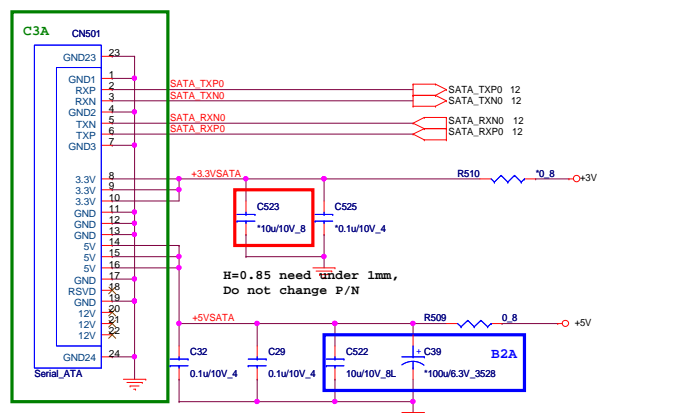 C3A
CN501
GND23 23
GND1 1
RXP 2 SATA_TXP0 SATA_TXP0 12
RXN 3 SATA_TXN0 SATA_TXN0 12
GND2 4
TXN 5 SATA_RXN0 SATA_RXN0 12
TXP 6 SATA_RXP0 SATA_RXP0 12
GND3 7
3.3V 8 +3.3VSATA R510 *0_8 +3V
3.3V 9
3.3V 10
GND 11
GND 12
GND 13
5V 14
5V 15
5V 16
GND 17
RSVD 18
GND 19
12V 20
12V 21
12V 22
GND24 24
Serial_ATA
C523
*10u/10V_8
C525
*0.1u/10V_4
H=0.85 need under 1mm,
Do not change P/N
+5VSATA R509 0_8 +5V
C32
0.1u/10V_4
C29
0.1u/10V_4
C522
10u/10V_8L
+ C39
*100u/6.3V_3528
B2A